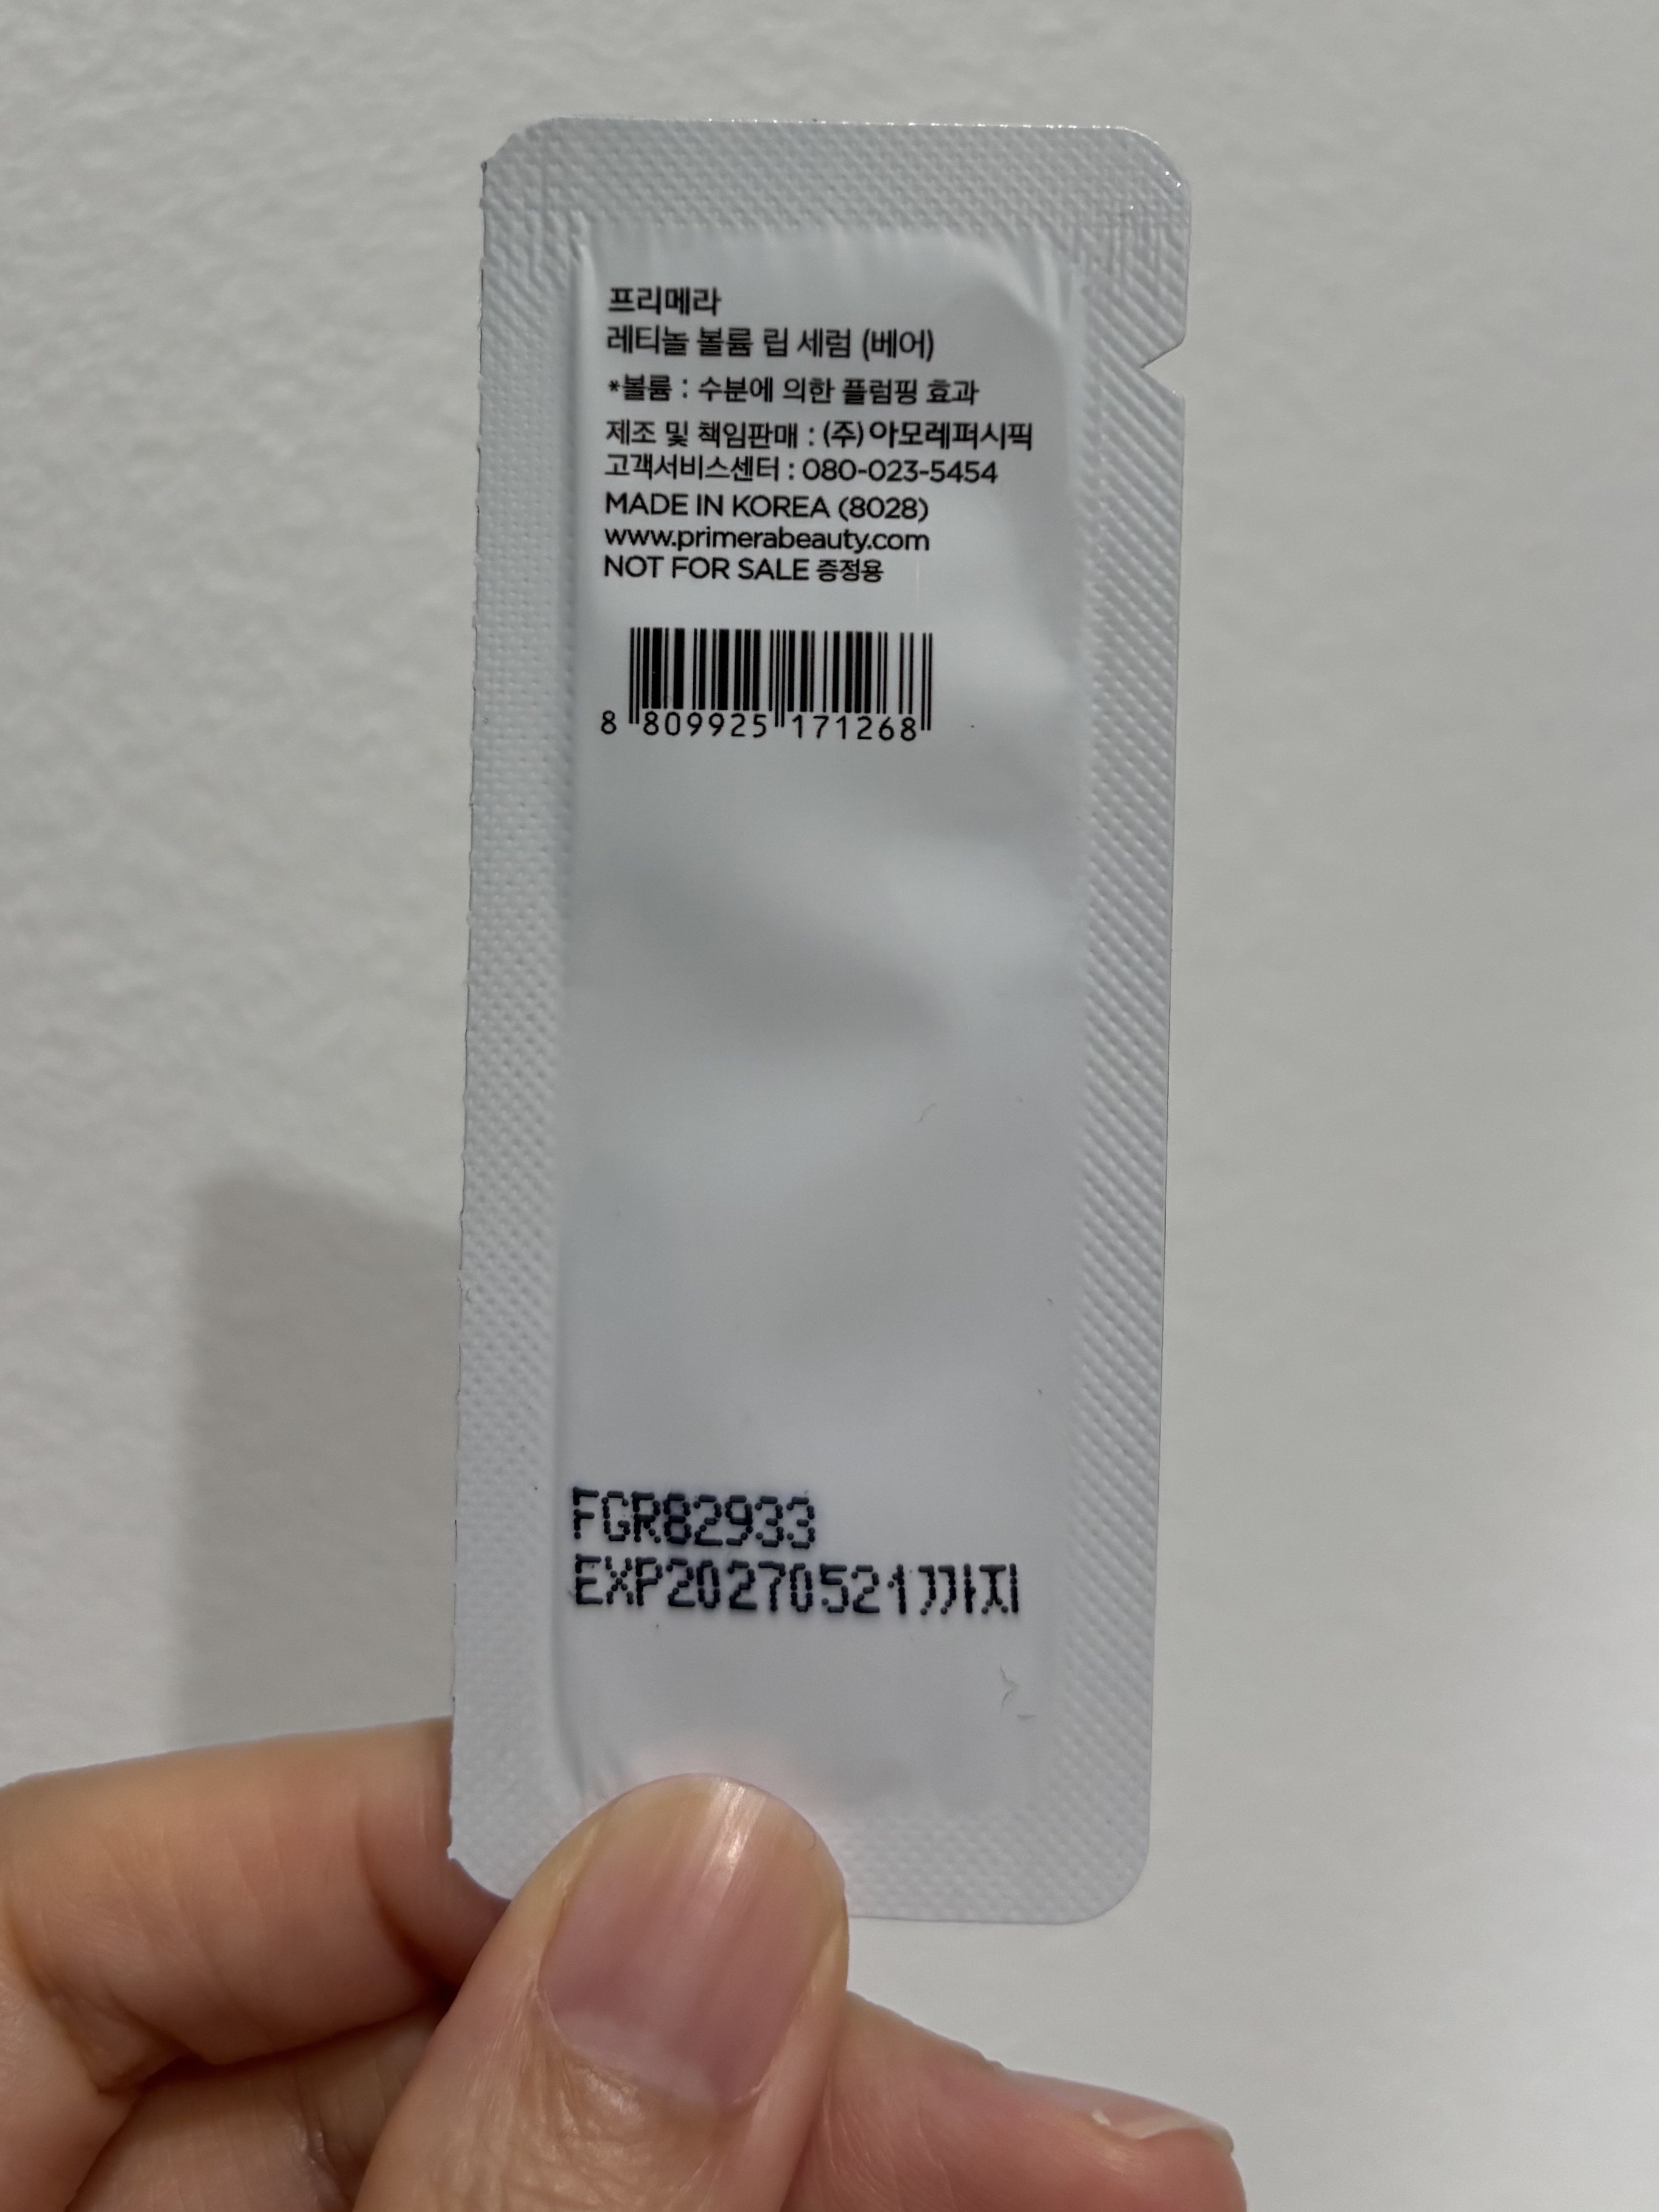 프리메라
레티놀 볼륨 립 세럼 (베어)
*볼륨 : 수분에 의한 플럼핑 효과
제조 및 책임판매 : (주)아모레퍼시픽
고객서비스센터 : 080-023-5454
MADE IN KOREA (8028)
www.primerabeauty.com
NOT FOR SALE 증정용
8 809925 171268
FGR82933
EXP20270521까지